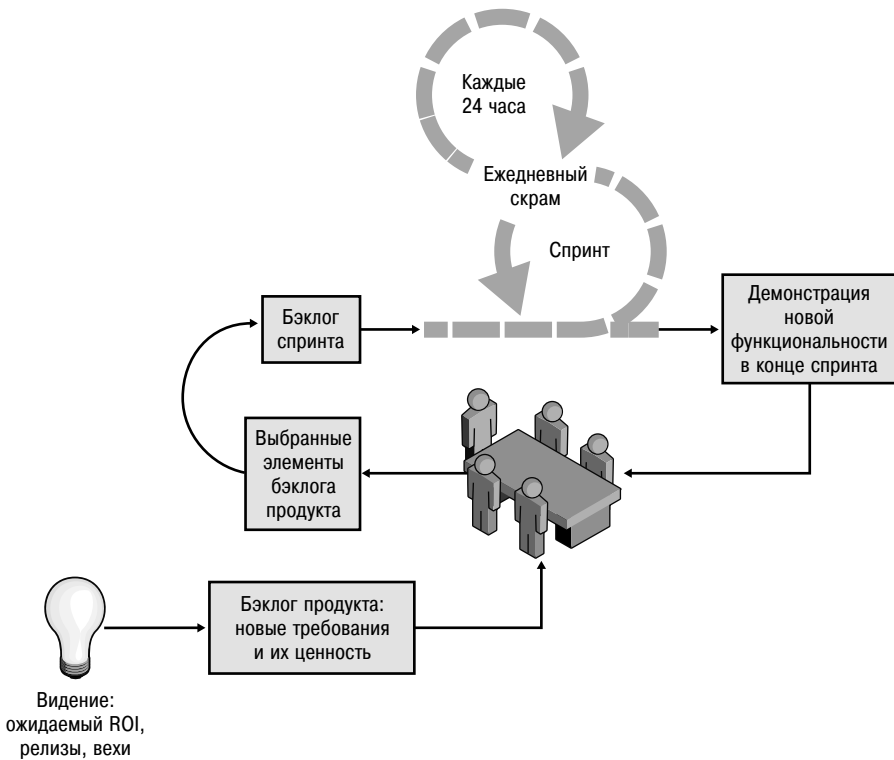 Каждые
24 часа
Ежедневный
скрам
Спринт
Бэклог
спринта
Демонстрация
новой
функциональности
в конце спринта
Выбранные
элементы
бэклога
продукта
Бэклог продукта:
новые требования
и их ценность
Видение:
ожидаемый ROI,
релизы, вехи